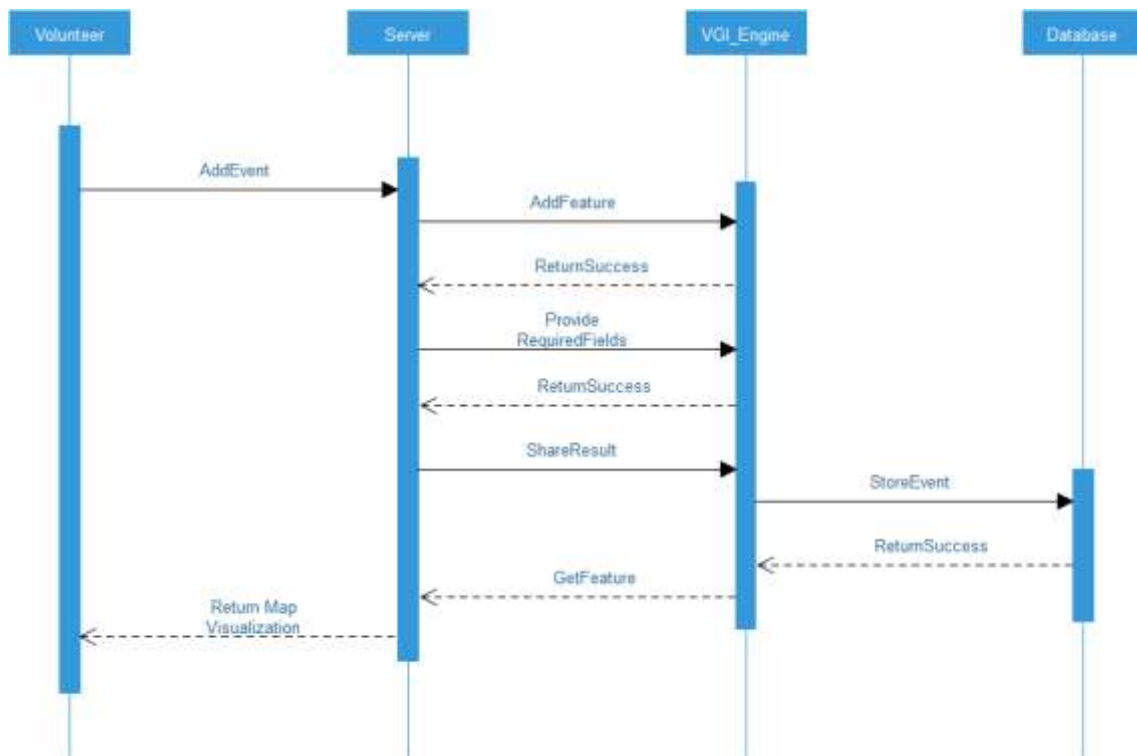 Volunteer
Server
VGI_Engine
Database
AddEvent
AddFeature
ReturnSuccess
Provide
RequiredFields
ReturnSuccess
ShareResult
StoreEvent
ReturnSuccess
GetFeature
Return Map
Visualization